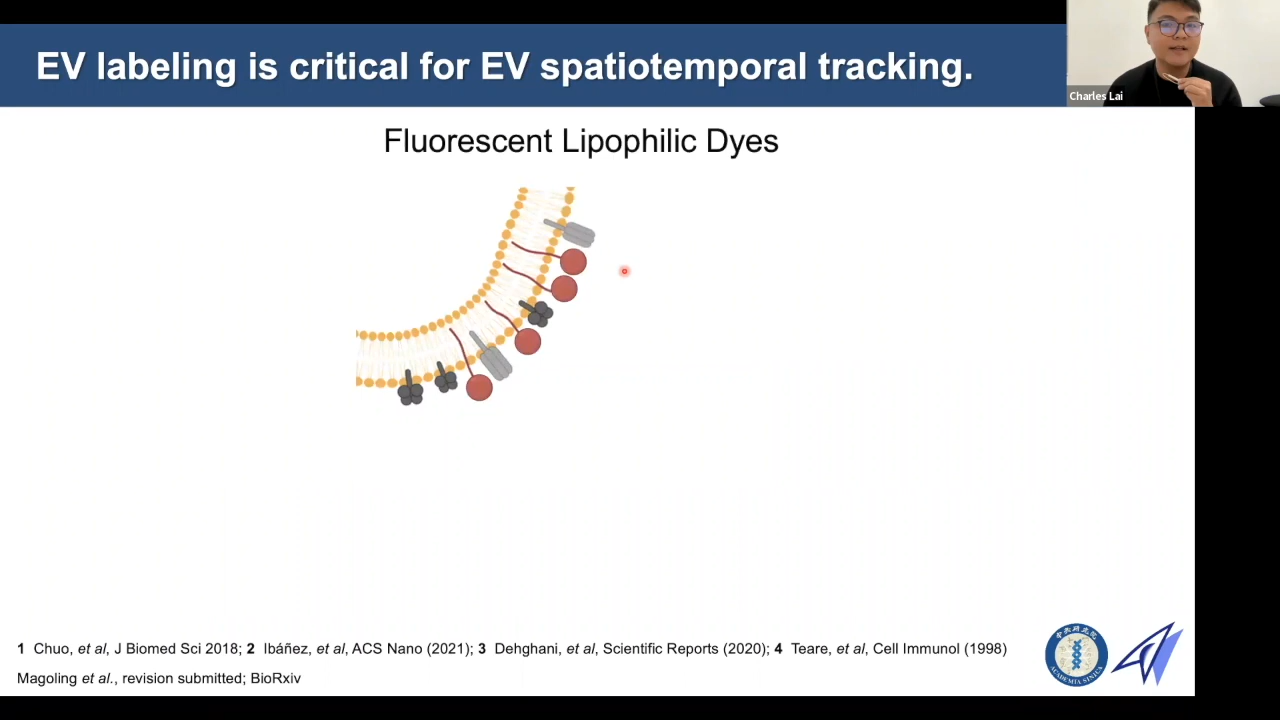 EV labeling is critical for EV spatiotemporal tracking.
Charles Lai
Fluorescent Lipophilic Dyes
1 Chuo, et al, J Biomed Sci 2018; 2 Ibáñez, et al, ACS Nano (2021); 3 Dehghani, et al, Scientific Reports (2020); 4 Teare, et al, Cell Immunol (1998)
Magoling et al., revision submitted; BioRxiv
ACADEMIA SINICA